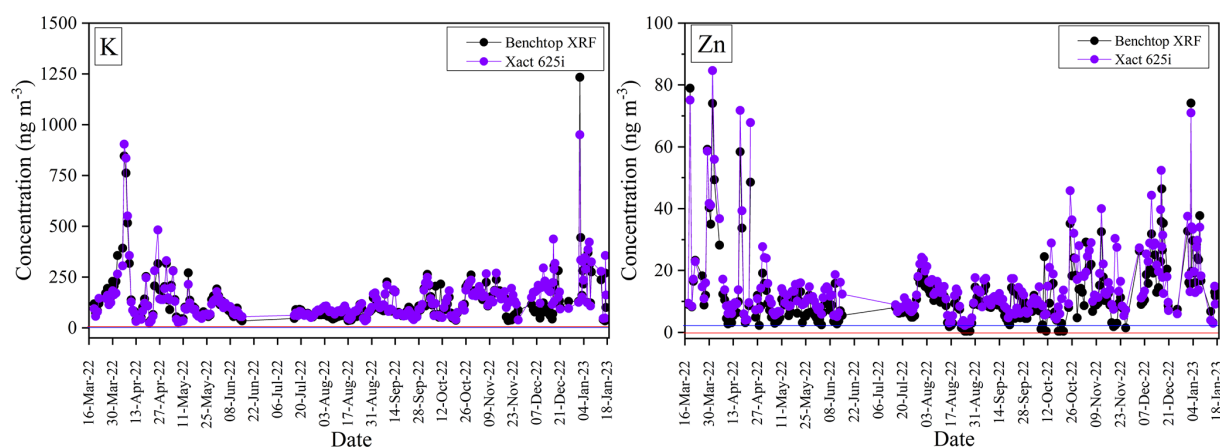 K
Benchtop XRF
Xact 625i
Concentration (ng m-3)
1500
1250
1000
750
500
250
0
16-Mar-22
30-Mar-22
13-Apr-22
27-Apr-22
11-May-22
25-May-22
08-Jun-22
22-Jun-22
06-Jul-22
20-Jul-22
03-Aug-22
17-Aug-22
31-Aug-22
14-Sep-22
28-Sep-22
12-Oct-22
26-Oct-22
09-Nov-22
23-Nov-22
07-Dec-22
21-Dec-22
04-Jan-23
18-Jan-23
Date
Zn
Benchtop XRF
Xact 625i
Concentration (ng m-3)
100
80
60
40
20
0
16-Mar-22
30-Mar-22
13-Apr-22
27-Apr-22
11-May-22
25-May-22
08-Jun-22
22-Jun-22
06-Jul-22
20-Jul-22
03-Aug-22
17-Aug-22
31-Aug-22
14-Sep-22
28-Sep-22
12-Oct-22
26-Oct-22
09-Nov-22
23-Nov-22
07-Dec-22
21-Dec-22
04-Jan-23
18-Jan-23
Date